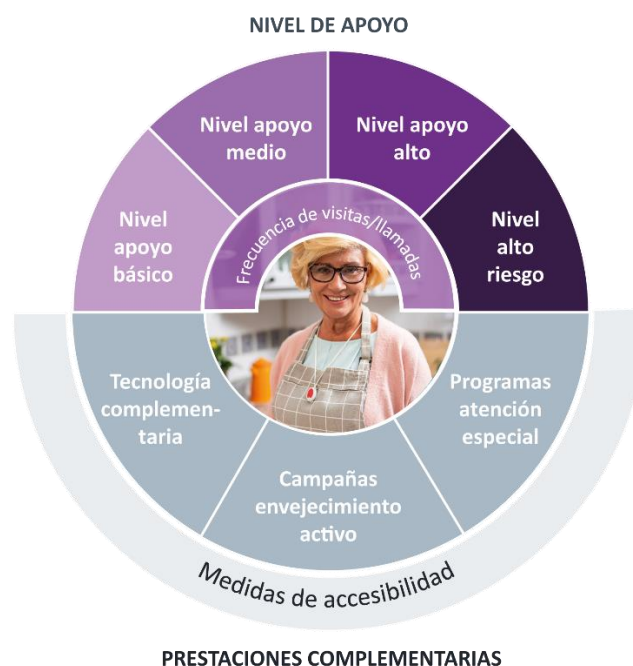 NIVEL DE APOYO
Nivel apoyo
medio
Nivel apoyo
alto
Nivel
apoyo
básico
Frecuencia de visitas/llamadas
Nivel
alto
riesgo
Tecnología
complemen-
taria
Programas
atención
especial
Campañas
envejecimiento
activo
Medidas de accesibilidad
PRESTACIONES COMPLEMENTARIAS